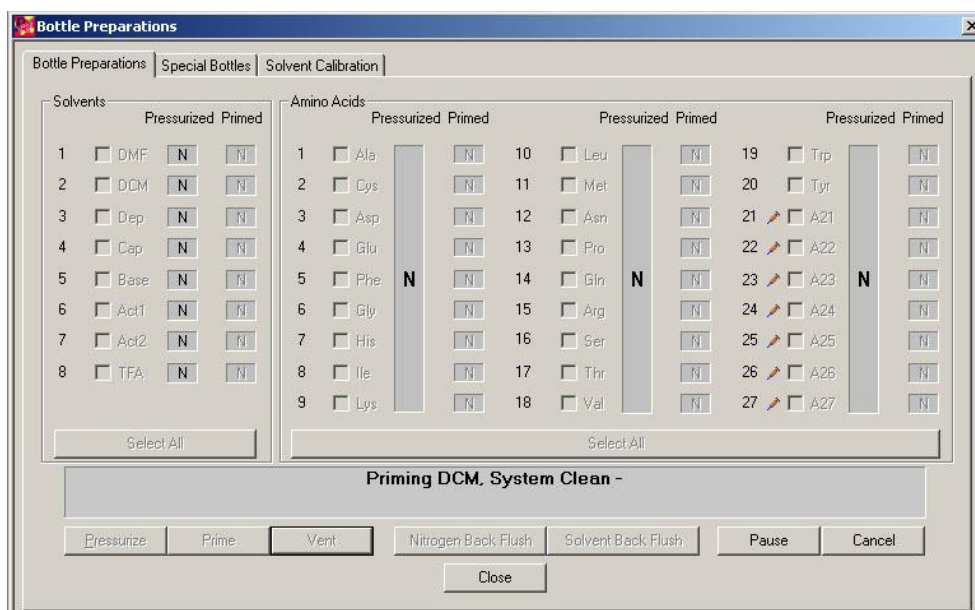 Bottle Preparations
Bottle Preparations Special Bottles Solvent Calibration
Solvents Amino Acids
Pressurized Primed Pressurized Primed Pressurized Primed Pressurized Primed
1 DMF N N 1 Ala N 10 Leu N 19 Trp N
2 DCM N N 2 Cys N 11 Met N 20 Tyr N
3 Dep N N 3 Asp N 12 Asn N 21 A21 N
4 Cap N N 4 Glu N 13 Pro N 22 A22 N
5 Base N N 5 Phe N N 14 Gln N N 23 A23 N N
6 Act1 N N 6 Gly N 15 Arg N 24 A24 N
7 Act2 N N 7 His N 16 Ser N 25 A25 N
8 TFA N N 8 Ile N 17 Thr N 26 A26 N
9 Lys N 18 Val N 27 A27 N
Select All Select All
Priming DCM, System Clean -
Pressurize Prime Vent Nitrogen Back Flush Solvent Back Flush Pause Cancel
Close